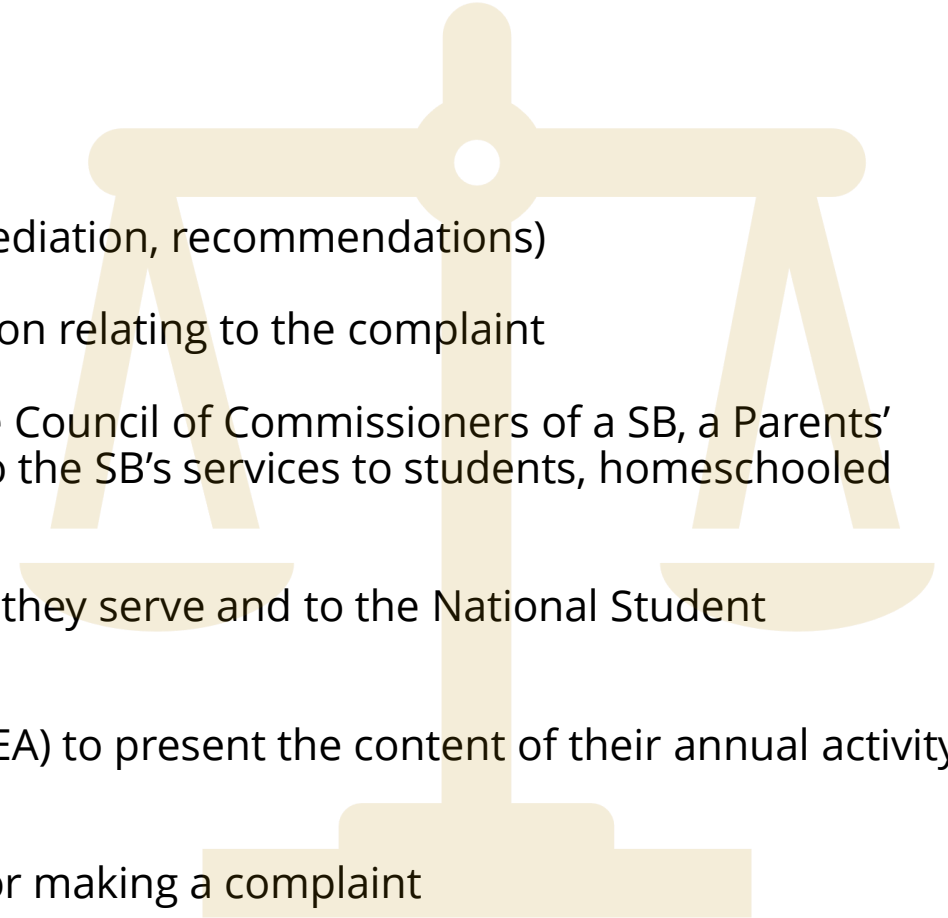 ediation, recommendations)
on relating to the complaint
Council of Commissioners of a SB, a Parents’
the SB’s services to students, homeschooled
they serve and to the National Student
EA) to present the content of their annual activity
or making a complaint